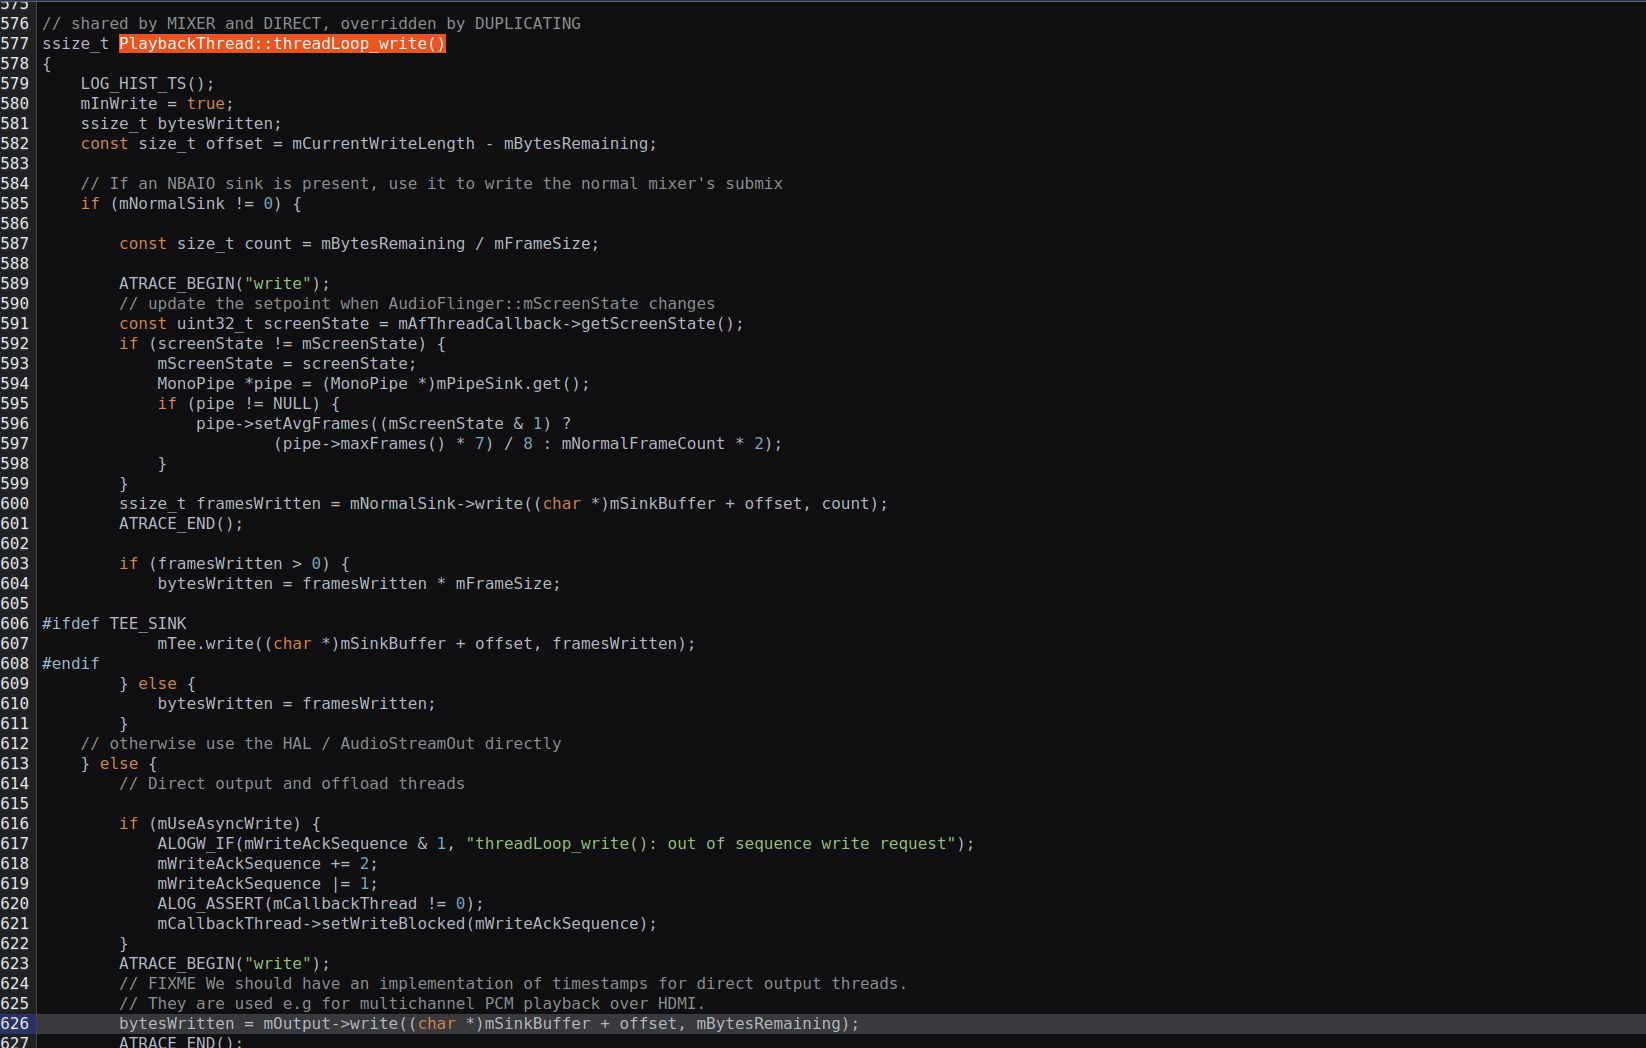 575
576 // shared by MIXER and DIRECT, overridden by DUPLICATING
577 ssize_t PlaybackThread::threadLoop_write()
578 {
579     LOG_HIST_TS();
580     mInWrite = true;
581     ssize_t bytesWritten;
582     const size_t offset = mCurrentWriteLength - mBytesRemaining;
583
584     // If an NBAIO sink is present, use it to write the normal mixer's submix
585     if (mNormalSink != 0) {
586
587         const size_t count = mBytesRemaining / mFrameSize;
588
589         ATRACE_BEGIN("write");
590         // update the setpoint when AudioFlinger::mScreenState changes
591         const uint32_t screenState = mAfThreadCallback->getScreenState();
592         if (screenState != mScreenState) {
593             mScreenState = screenState;
594             MonoPipe *pipe = (MonoPipe *)mPipeSink.get();
595             if (pipe != NULL) {
596                 pipe->setAvgFrames((mScreenState & 1) ?
597                         (pipe->maxFrames() * 7) / 8 : mNormalFrameCount * 2);
598             }
599         }
600         ssize_t framesWritten = mNormalSink->write((char *)mSinkBuffer + offset, count);
601         ATRACE_END();
602
603         if (framesWritten > 0) {
604             bytesWritten = framesWritten * mFrameSize;
605
606 #ifdef TEE_SINK
607             mTee.write((char *)mSinkBuffer + offset, framesWritten);
608 #endif
609         } else {
610             bytesWritten = framesWritten;
611         }
612     // otherwise use the HAL / AudioStreamOut directly
613     } else {
614         // Direct output and offload threads
615
616         if (mUseAsyncWrite) {
617             ALOGW_IF(mWriteAckSequence & 1, "threadLoop_write(): out of sequence write request");
618             mWriteAckSequence += 2;
619             mWriteAckSequence |= 1;
620             ALOG_ASSERT(mCallbackThread != 0);
621             mCallbackThread->setWriteBlocked(mWriteAckSequence);
622         }
623         ATRACE_BEGIN("write");
624         // FIXME We should have an implementation of timestamps for direct output threads.
625         // They are used e.g for multichannel PCM playback over HDMI.
626         bytesWritten = mOutput->write((char *)mSinkBuffer + offset, mBytesRemaining);
627         ATRACE_END();